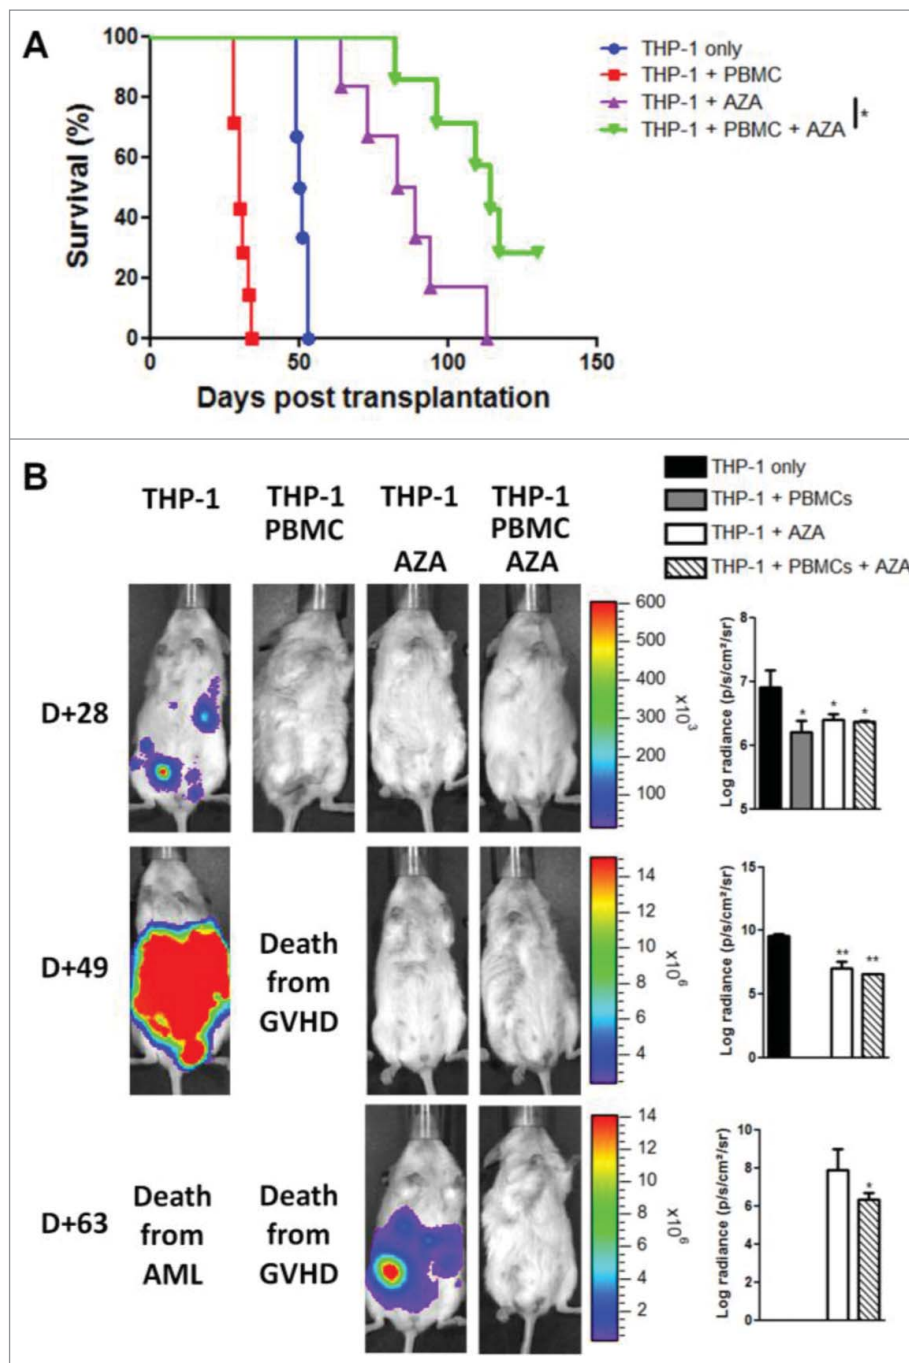 A
100
80
60
40
20
0
Survival (%)
0 50 100 150
Days post transplantation
THP-1 only
THP-1 + PBMC
THP-1 + AZA
THP-1 + PBMC + AZA
*
B
THP-1 only
THP-1 + PBMCs
THP-1 + AZA
THP-1 + PBMCs + AZA
THP-1 THP-1 THP-1 THP-1
PBMC PBMC
AZA AZA
D+28
600
500
400
300
200
100
x10³
Log radiance (p/s/cm²/sr)
8
7
6
5
* * *
D+49
Death
from
GVHD
14
12
10
8
6
4
x10⁶
Log radiance (p/s/cm²/sr)
15
10
5
0
** **
D+63
Death
from
AML
Death
from
GVHD
14
12
10
8
6
4
2
x10⁶
Log radiance (p/s/cm²/sr)
10
8
6
4
2
0
*